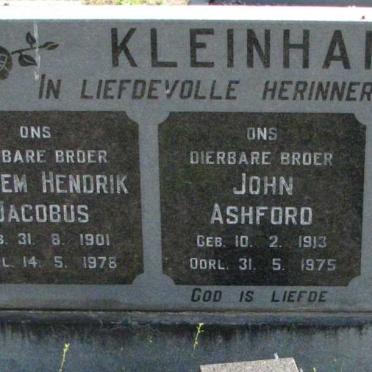 KLEINHA
IN LIEFDEVOLLE HERINNER
ONS
BARE BROER
EM HENDRIK
JACOBUS
B. 31. 8. 1901
L. 14. 5. 1978
ONS
DIERBARE BROER
JOHN
ASHFORD
GEB. 10. 2. 1913
OORL. 31. 5. 1975
GOD IS LIEFDE